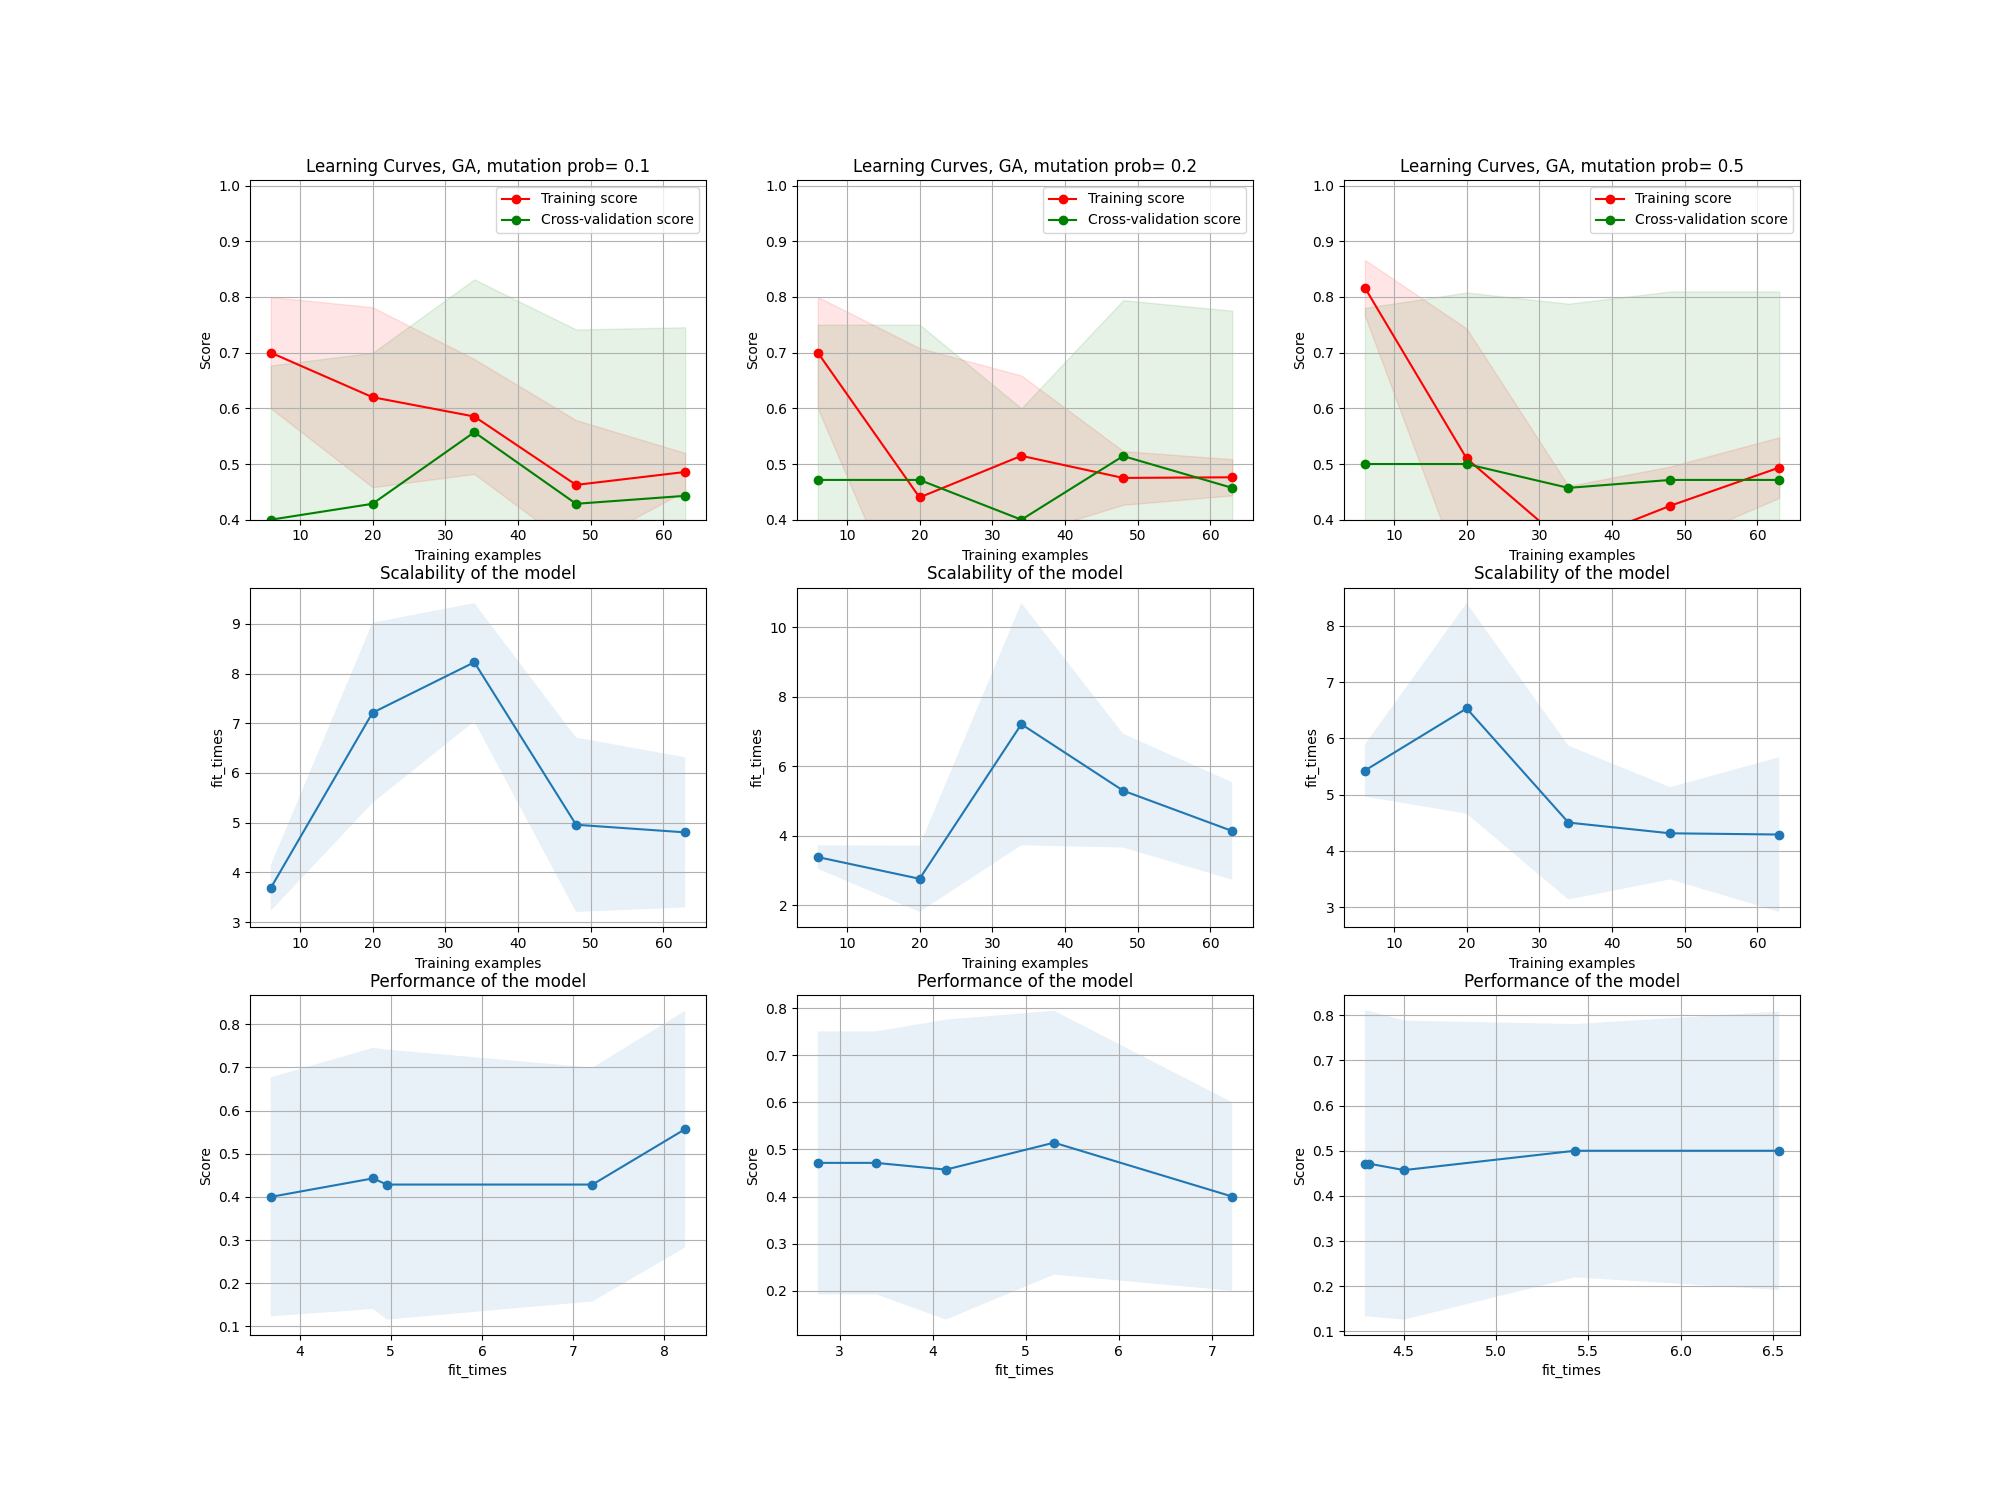 Learning Curves, GA, mutation prob= 0.1
Learning Curves, GA, mutation prob= 0.2
Learning Curves, GA, mutation prob= 0.5
1.0
0.9
0.8
0.7
0.6
0.5
0.4
Score
Training score
Cross-validation score
10 20 30 40 50 60
Training examples
1.0
0.9
0.8
0.7
0.6
0.5
0.4
Score
Training score
Cross-validation score
10 20 30 40 50 60
Training examples
1.0
0.9
0.8
0.7
0.6
0.5
0.4
Score
Training score
Cross-validation score
10 20 30 40 50 60
Training examples
Scalability of the model
9
8
7
6
5
4
3
fit_times
10 20 30 40 50 60
Training examples
Scalability of the model
10
8
6
4
2
fit_times
10 20 30 40 50 60
Training examples
Scalability of the model
8
7
6
5
4
3
fit_times
10 20 30 40 50 60
Training examples
Performance of the model
0.8
0.7
0.6
0.5
0.4
0.3
0.2
0.1
Score
4 5 6 7 8
fit_times
Performance of the model
0.8
0.7
0.6
0.5
0.4
0.3
0.2
Score
3 4 5 6 7
fit_times
Performance of the model
0.8
0.7
0.6
0.5
0.4
0.3
0.2
0.1
Score
4.5 5.0 5.5 6.0 6.5
fit_times